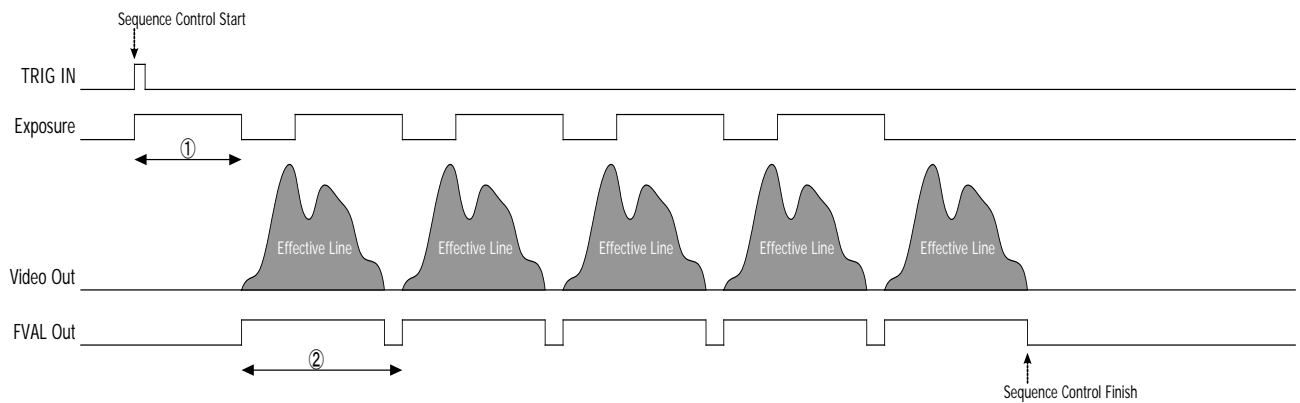 Sequence Control Start
TRIG IN
Exposure
①
Effective Line Effective Line Effective Line Effective Line Effective Line
Video Out
FVAL Out
②
Sequence Control Finish